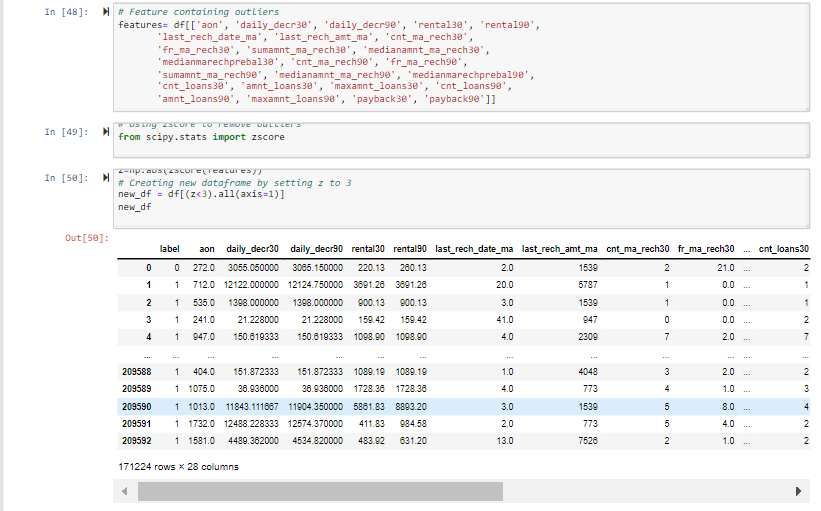 In [48]:
# Feature containing outliers
features= df[['aon', 'daily_decr30', 'daily_decr90', 'rental30', 'rental90',
'last_rech_date_ma', 'last_rech_amt_ma', 'cnt_ma_rech30',
'fr_ma_rech30', 'sumamnt_ma_rech30', 'medianamnt_ma_rech30',
'medianmarechprebal30', 'cnt_ma_rech90', 'fr_ma_rech90',
'sumamnt_ma_rech90', 'medianamnt_ma_rech90', 'medianmarechprebal90',
'cnt_loans30', 'amnt_loans30', 'maxamnt_loans30', 'cnt_loans90',
'amnt_loans90', 'maxamnt_loans90', 'payback30', 'payback90']]
In [49]:
# Using zscore to remove outliers
from scipy.stats import zscore
In [50]:
z=np.abs(zscore(features))
# Creating new dataframe by setting z to 3
new_df = df[(z<3).all(axis=1)]
new_df
Out[50]:
label aon daily_decr30 daily_decr90 rental30 rental90 last_rech_date_ma last_rech_amt_ma cnt_ma_rech30 fr_ma_rech30 ... cnt_loans30
0 0 272.0 3055.050000 3065.150000 220.13 260.13 2.0 1539 2 21.0 ... 2
1 1 712.0 12122.000000 12124.750000 3691.26 3691.26 20.0 5787 1 0.0 ... 1
2 1 535.0 1398.000000 1398.000000 900.13 900.13 3.0 1539 1 0.0 ... 1
3 1 241.0 21.228000 21.228000 159.42 159.42 41.0 947 0 0.0 ... 2
4 1 947.0 150.619333 150.619333 1098.90 1098.90 4.0 2309 7 2.0 ... 7
... ... ... ... ... ... ... ... ... ... ... ... ...
209588 1 404.0 151.872333 151.872333 1089.19 1089.19 1.0 4048 3 2.0 ... 2
209589 1 1075.0 36.936000 36.936000 1728.36 1728.36 4.0 773 4 1.0 ... 3
209590 1 1013.0 11843.111667 11904.350000 5861.83 8893.20 3.0 1539 5 8.0 ... 4
209591 1 1732.0 12488.228333 12574.370000 411.83 984.58 2.0 773 5 4.0 ... 2
209592 1 1581.0 4489.362000 4534.820000 483.92 631.20 13.0 7526 2 1.0 ... 2
171224 rows × 28 columns